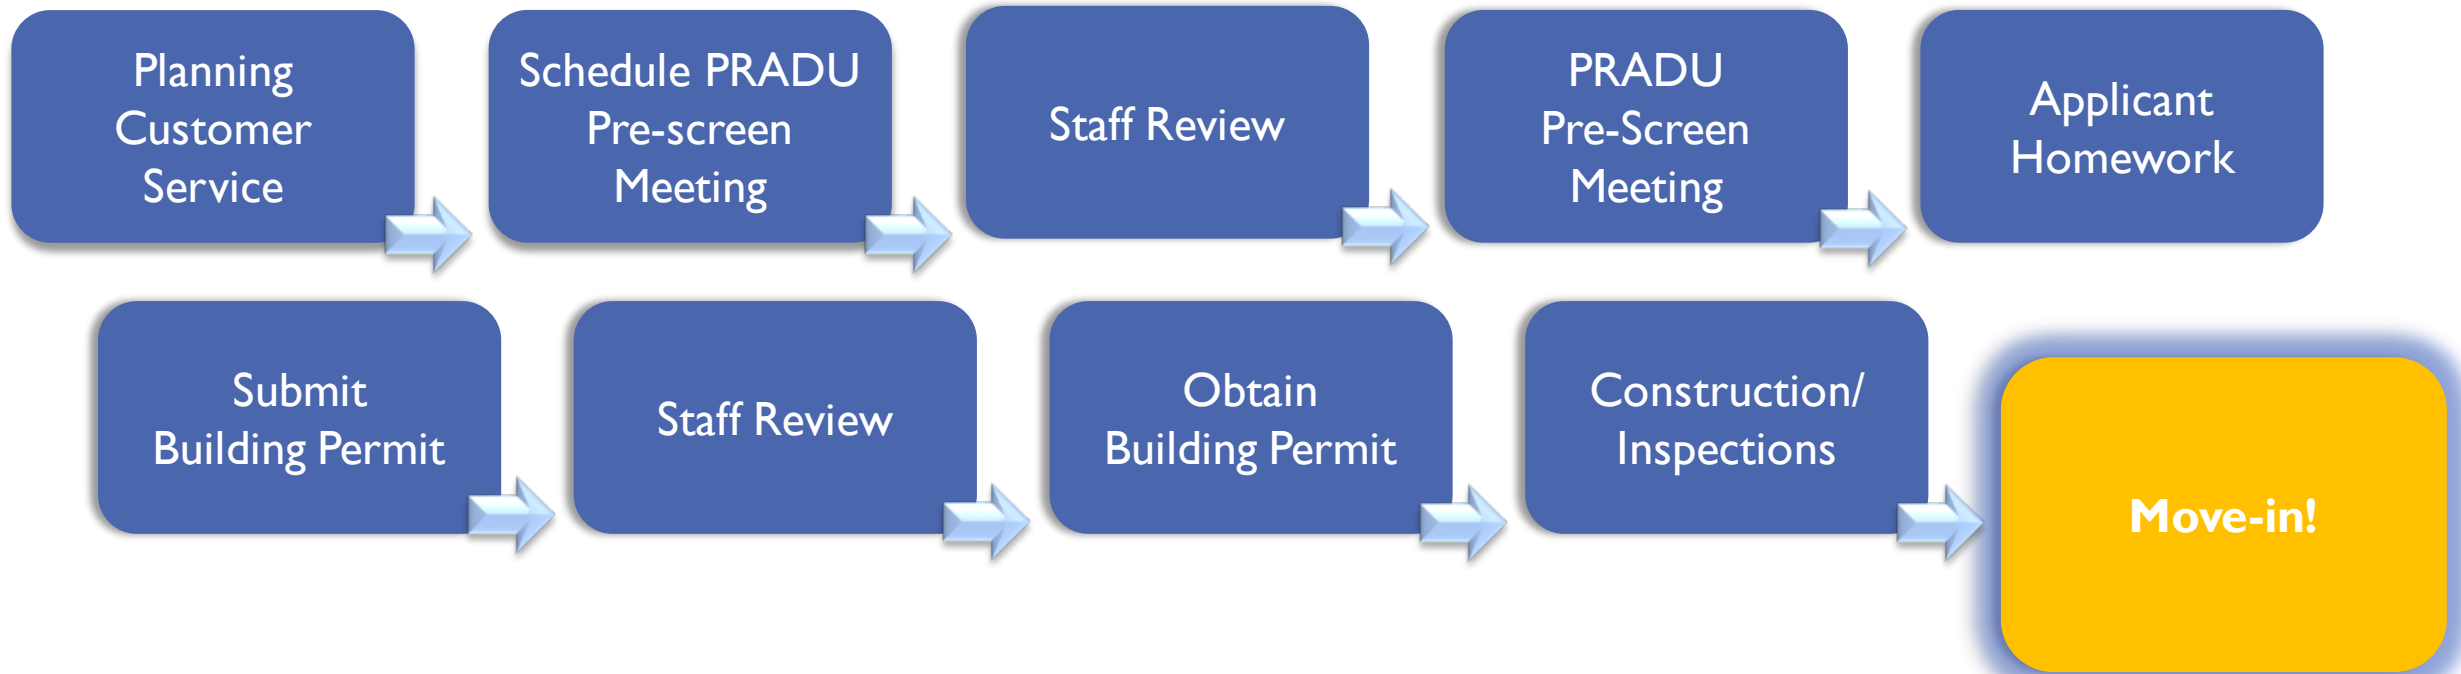 Planning
Customer
Service
Schedule PRADU
Pre-screen
Meeting
Staff Review
PRADU
Pre-Screen
Meeting
Applicant
Homework
Submit
Building Permit
Staff Review
Obtain
Building Permit
Construction/
Inspections
Move-in!